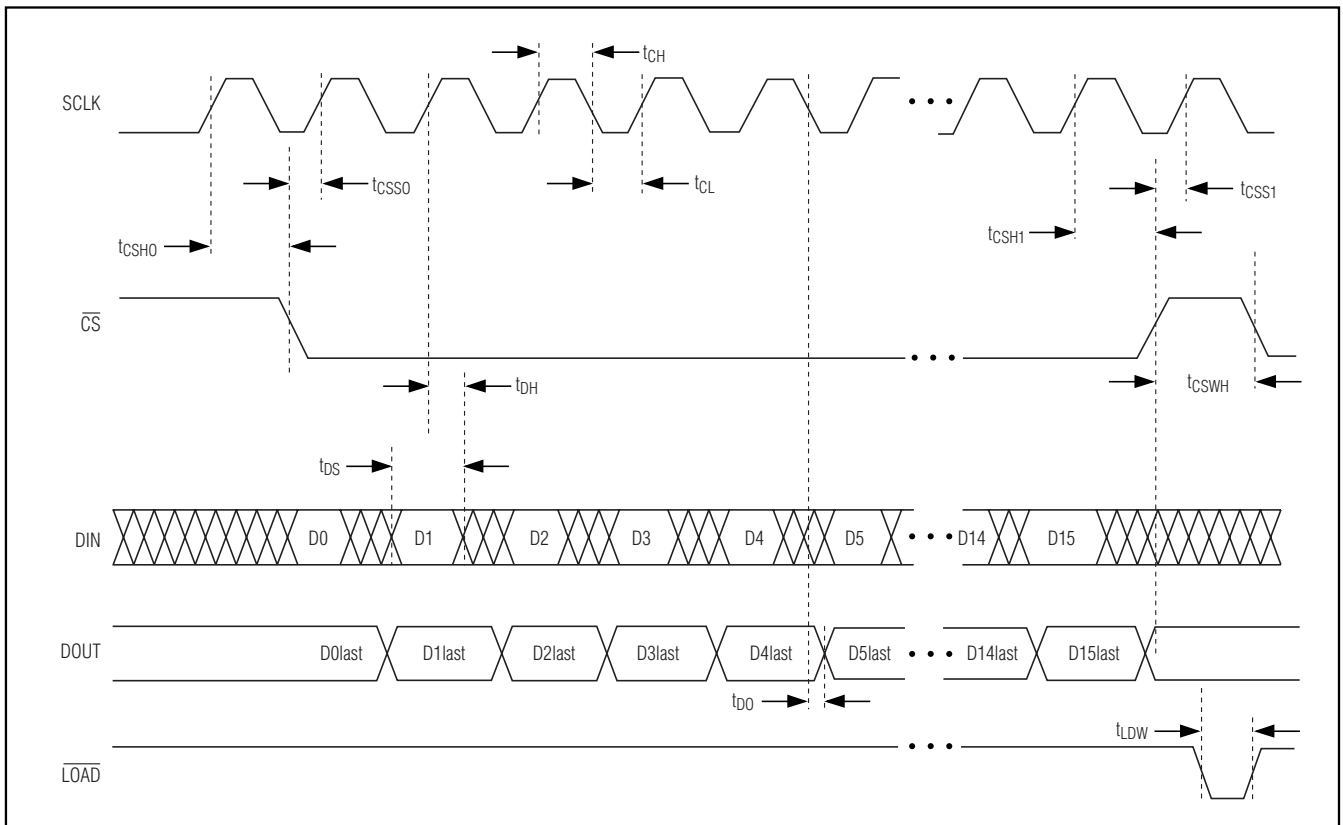 tCH
SCLK
• • •
tCSS0
tCL
tCSS1
tCSH0
tCSH1
CS
• • •
tDH
tCSWH
tDS
DIN
D0
D1
D2
D3
D4
D5
• • •
D14
D15
DOUT
D0last
D1last
D2last
D3last
D4last
D5last
• • •
D14last
D15last
tDO
tLDW
• • •
LOAD